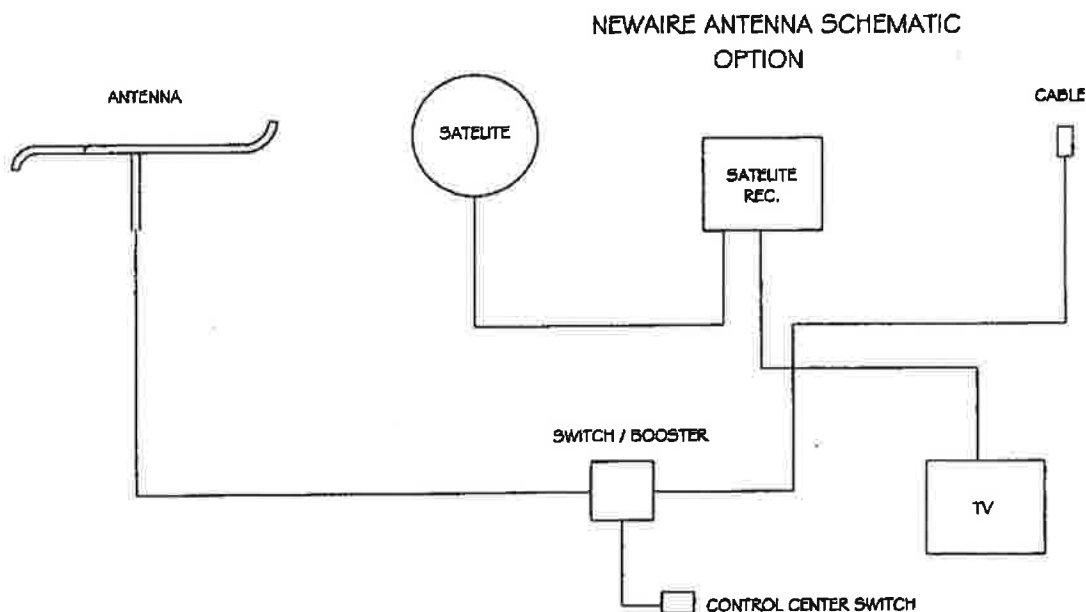 NEWAIRE ANTENNA SCHEMATIC
OPTION
ANTENNA
SATELITE
SATELITE
REC.
CABLE
SWITCH / BOOSTER
TV
CONTROL CENTER SWITCH